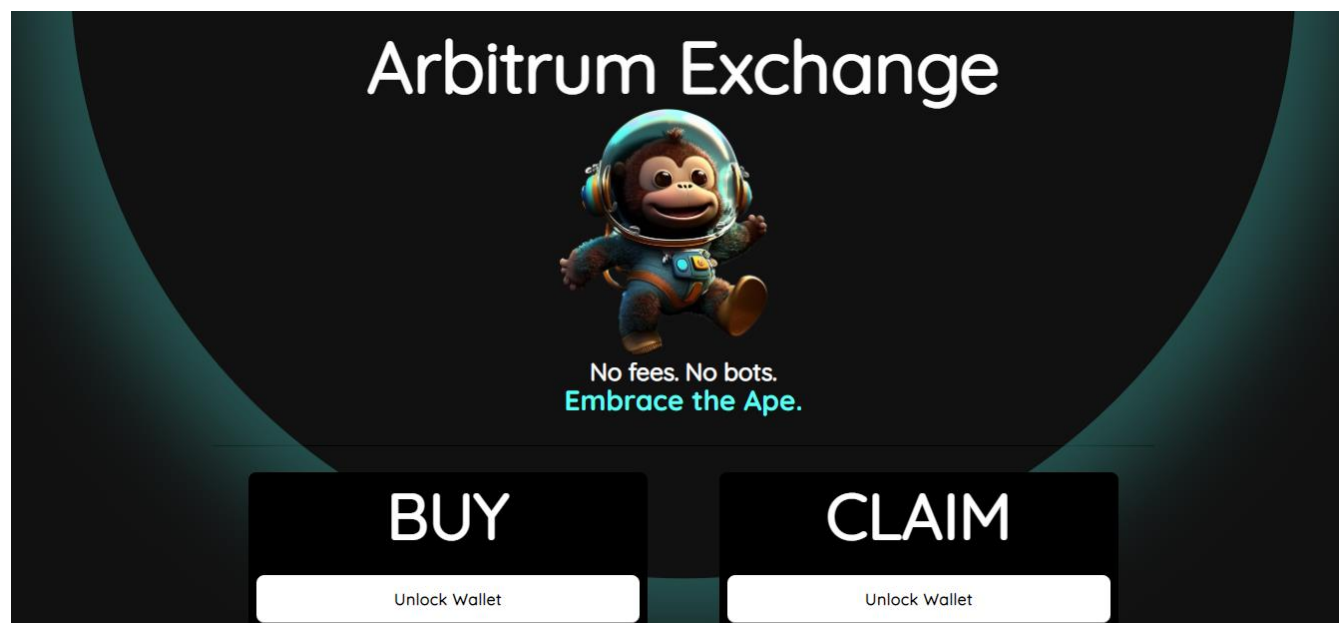 Arbitrum Exchange
No fees. No bots.
Embrace the Ape.
BUY
Unlock Wallet
CLAIM
Unlock Wallet